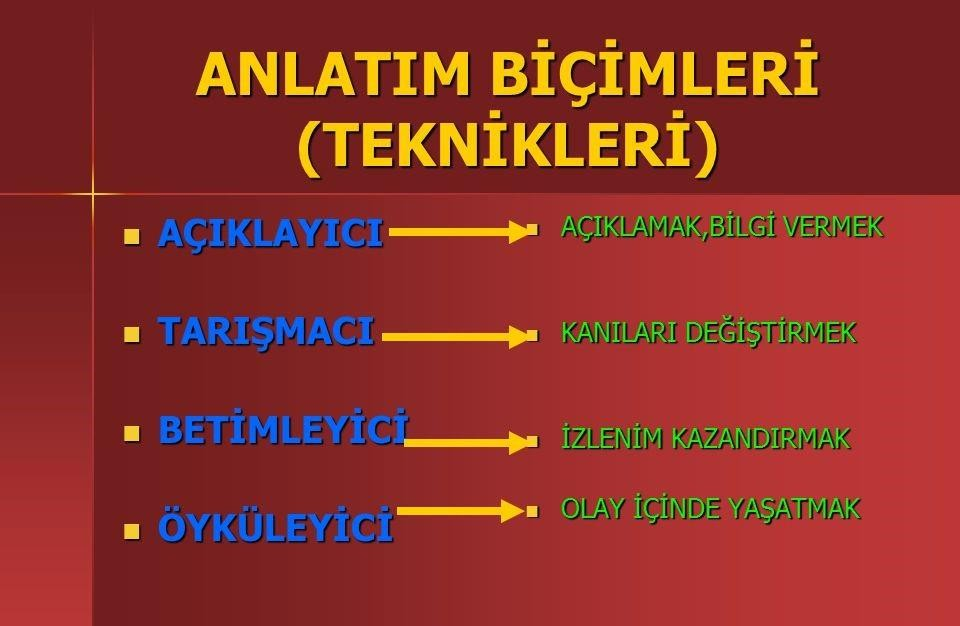 ANLATIM BİÇİMLERİ
(TEKNİKLERİ)
AÇIKLAYICI
AÇIKLAMAK,BİLGİ VERMEK
TARIŞMACI
KANILARI DEĞİŞTİRMEK
BETİMLEYİCİ
İZLENİM KAZANDIRMAK
ÖYKÜLEYİCİ
OLAY İÇİNDE YAŞATMAK